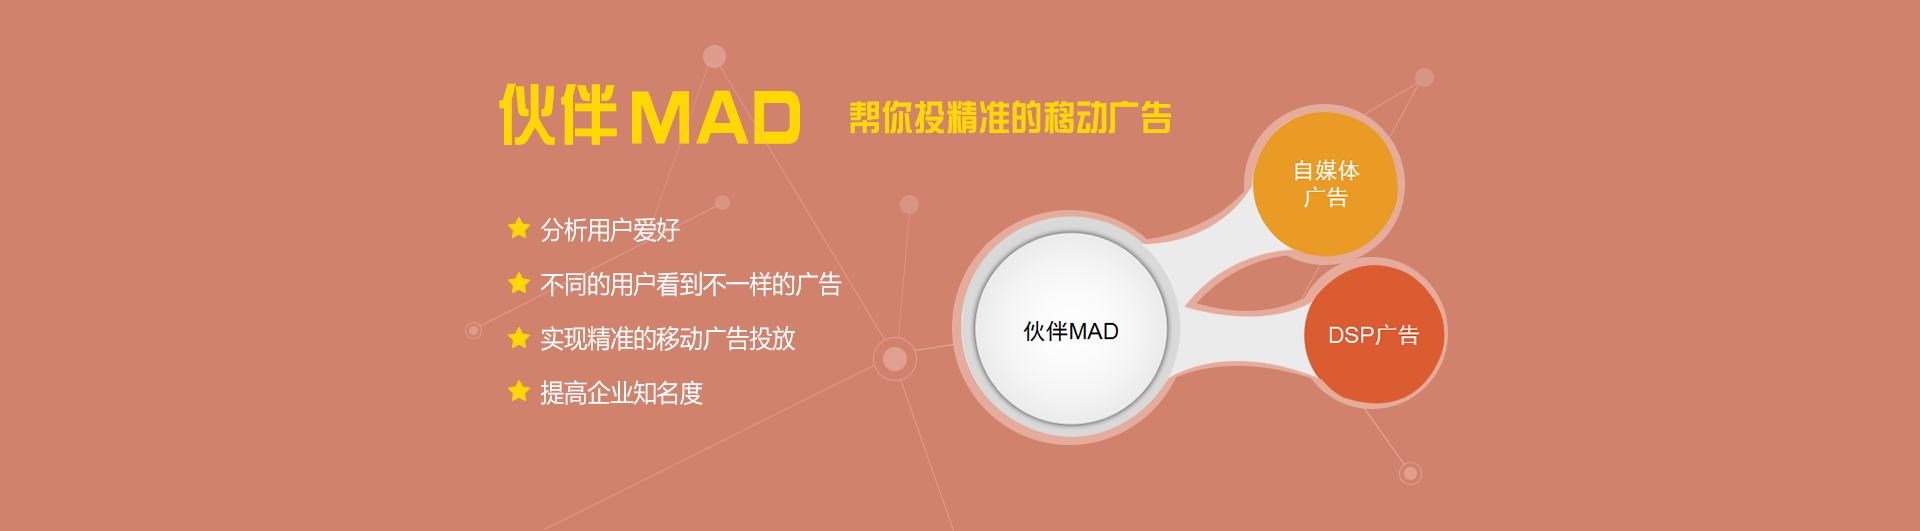 伙伴MAD 帮你投精准的移动广告
分析用户爱好
不同的用户看到不一样的广告
实现精准的移动广告投放
提高企业知名度
伙伴MAD
自媒体
广告
DSP广告